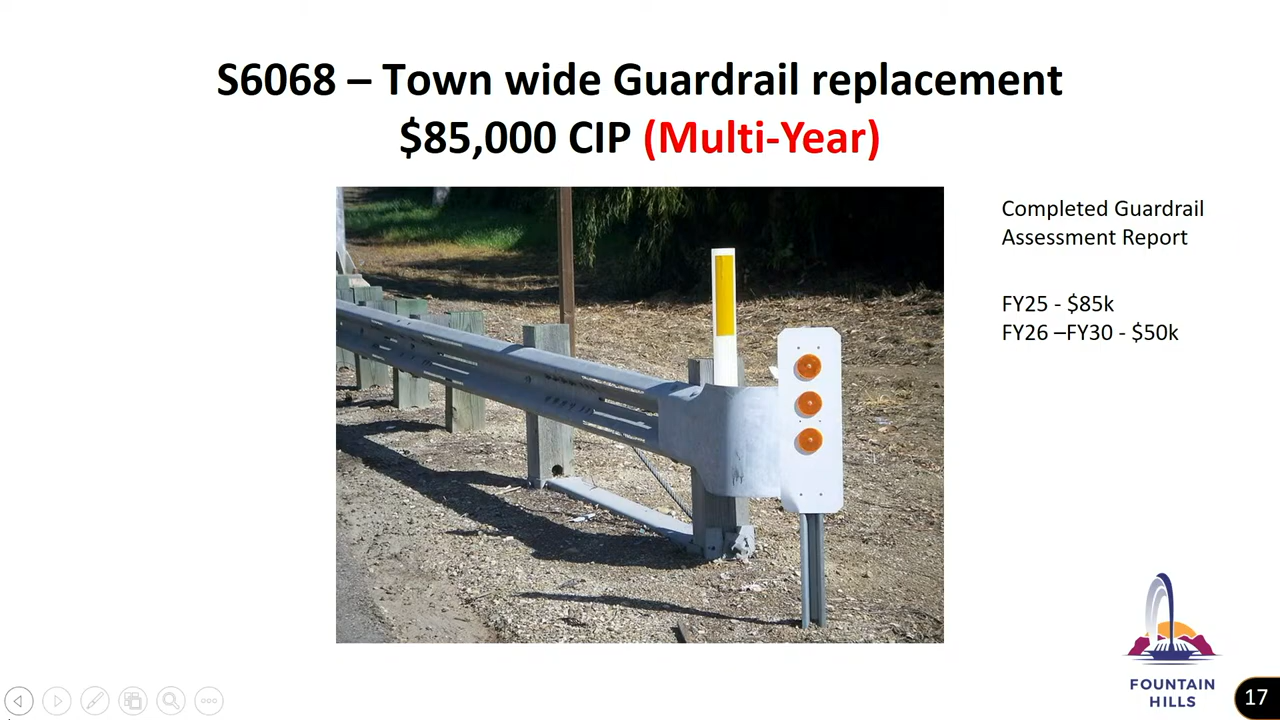 S6068 – Town wide Guardrail replacement
$85,000 CIP (Multi-Year)
Completed Guardrail
Assessment Report
FY25 - $85k
FY26 –FY30 - $50k
FOUNTAIN
HILLS
17